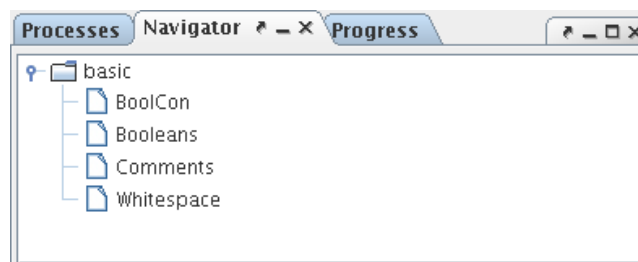 Processes Navigator Progress
basic
BoolCon
Booleans
Comments
Whitespace